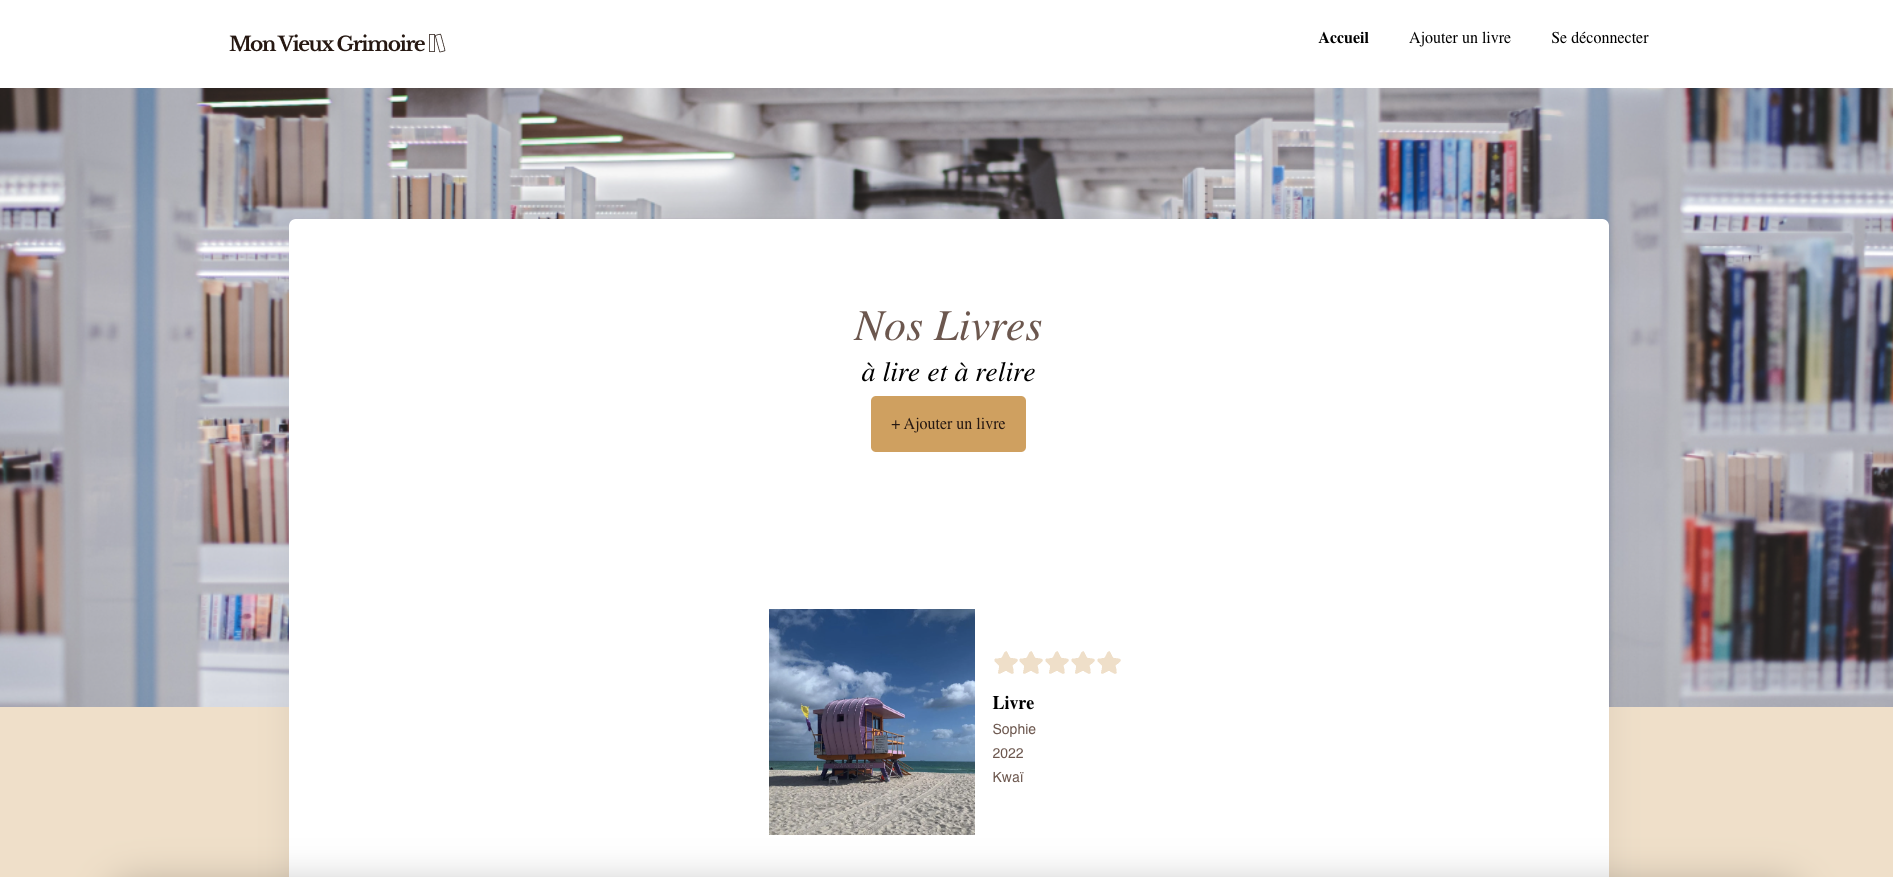 Mon Vieux Grimoire
Accueil
Ajouter un livre
Se déconnecter
Nos Livres
à lire et à relire
+ Ajouter un livre
Livre
Sophie
2022
Kwaï